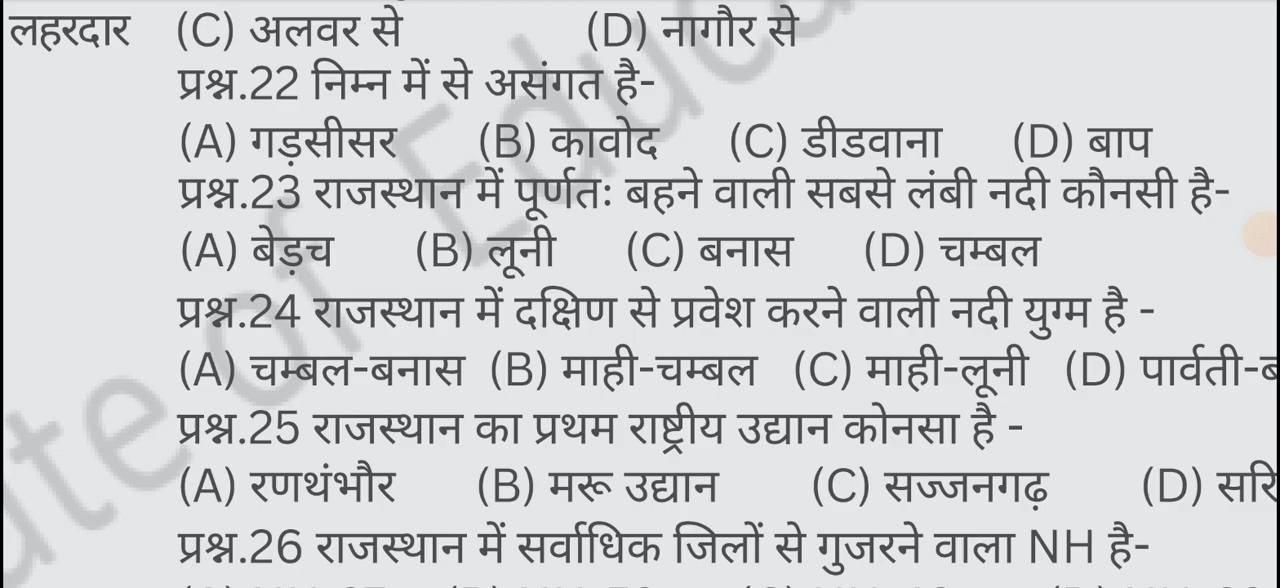 लहरदार (C) अलवर से (D) नागौर से
प्रश्न.22 निम्न में से असंगत है-
(A) गड़सीसर (B) कावोद (C) डीडवाना (D) बाप
प्रश्न.23 राजस्थान में पूर्णतः बहने वाली सबसे लंबी नदी कौनसी है-
(A) बेड़च (B) लूनी (C) बनास (D) चम्बल
प्रश्न.24 राजस्थान में दक्षिण से प्रवेश करने वाली नदी युग्म है -
(A) चम्बल-बनास (B) माही-चम्बल (C) माही-लूनी (D) पार्वती-
प्रश्न.25 राजस्थान का प्रथम राष्ट्रीय उद्यान कोनसा है -
(A) रणथंभौर (B) मरू उद्यान (C) सज्जनगढ़ (D) सरि
प्रश्न.26 राजस्थान में सर्वाधिक जिलों से गुजरने वाला NH है-